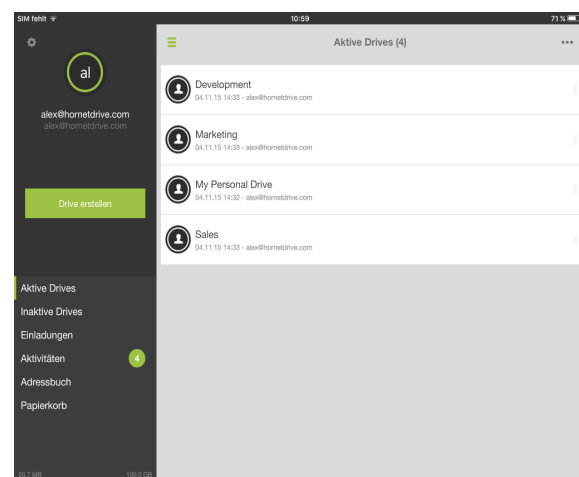 SIM fehlt
10:59
71 %
al
alex@hornetdrive.com
alex@hornetdrive.com
Drive erstellen
Aktive Drives
Inaktive Drives
Einladungen
Aktivitäten 4
Adressbuch
Papierkorb
20,7 MB 100,0 GB
Aktive Drives (4)
Development
04.11.15 14:33 - alex@hornetdrive.com
Marketing
04.11.15 14:33 - alex@hornetdrive.com
My Personal Drive
04.11.15 14:32 - alex@hornetdrive.com
Sales
04.11.15 14:33 - alex@hornetdrive.com